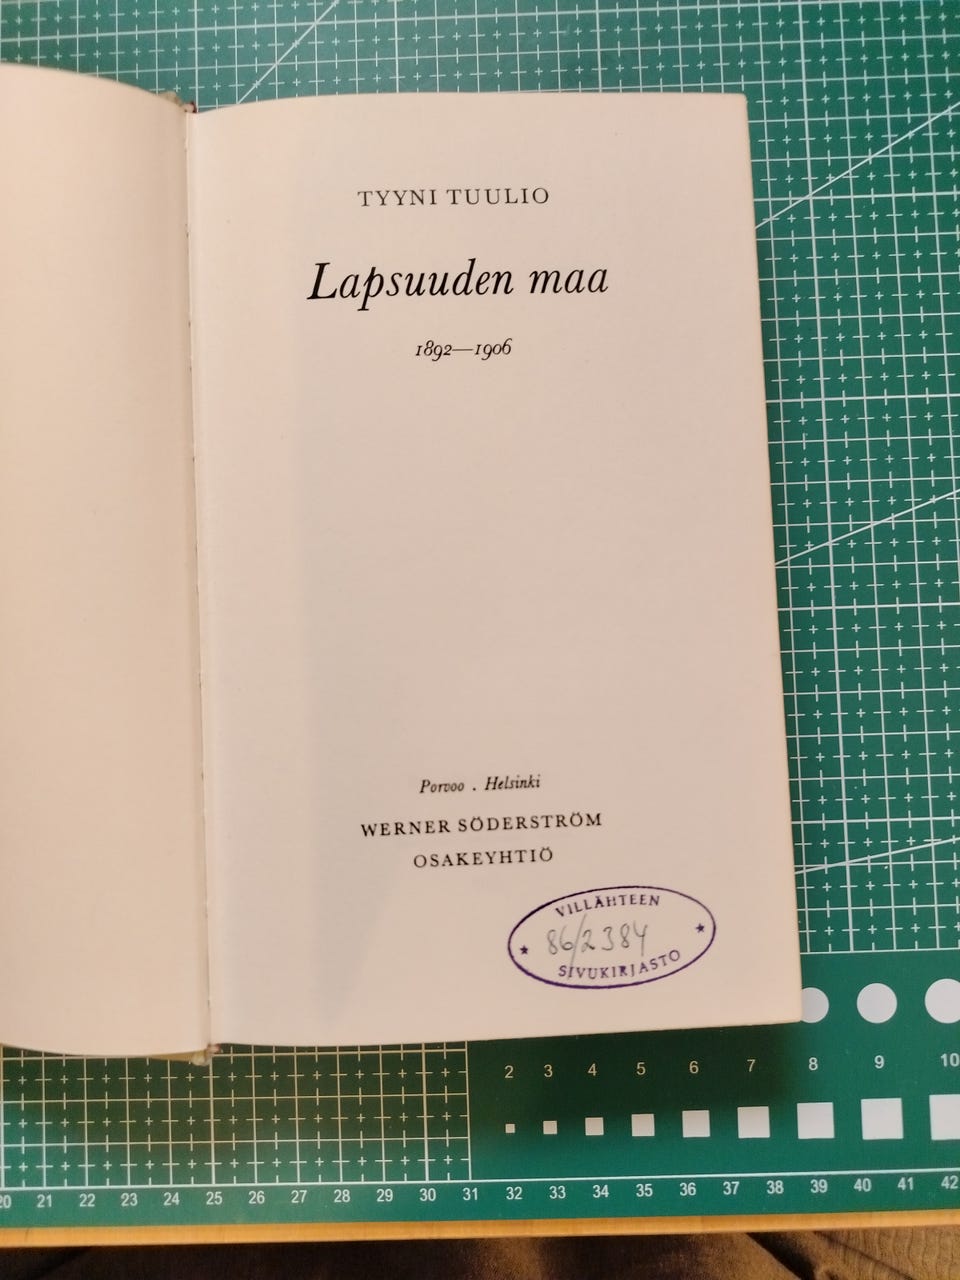 TYYNI TUULIO
Lapsuuden maa
1892—1906
Porvoo . Helsinki
WERNER SÖDERSTRÖM
OSAKEYHTIÖ
VILLÄHTEEN
★ 86/2384 ★
SIVUKIRJASTO
2 3 4 5 6 7 8 9 10
20 21 22 23 24 25 26 27 28 29 30 31 32 33 34 35 36 37 38 39 40 41 42